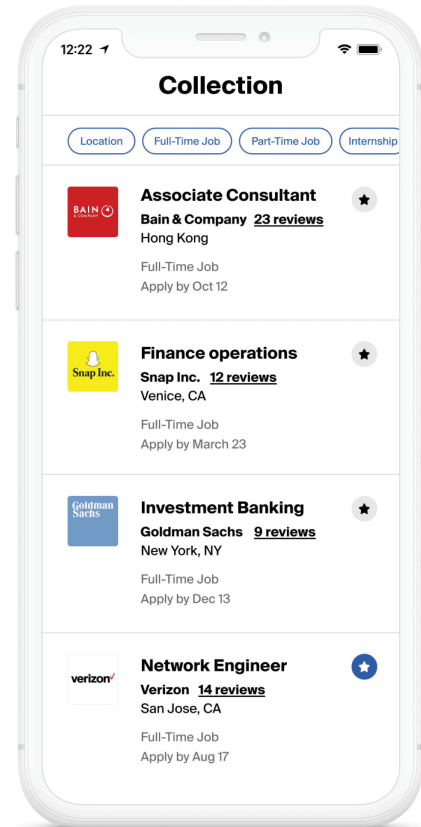 12:22
Collection
Location Full-Time Job Part-Time Job Internship
Associate Consultant
BAIN
& COMPANY
Bain & Company 23 reviews
Hong Kong
Full-Time Job
Apply by Oct 12
Finance operations
Snap Inc.
Snap Inc. 12 reviews
Venice, CA
Full-Time Job
Apply by March 23
Goldman
Sachs
Investment Banking
Goldman Sachs 9 reviews
New York, NY
Full-Time Job
Apply by Dec 13
Network Engineer
verizon
Verizon 14 reviews
San Jose, CA
Full-Time Job
Apply by Aug 17